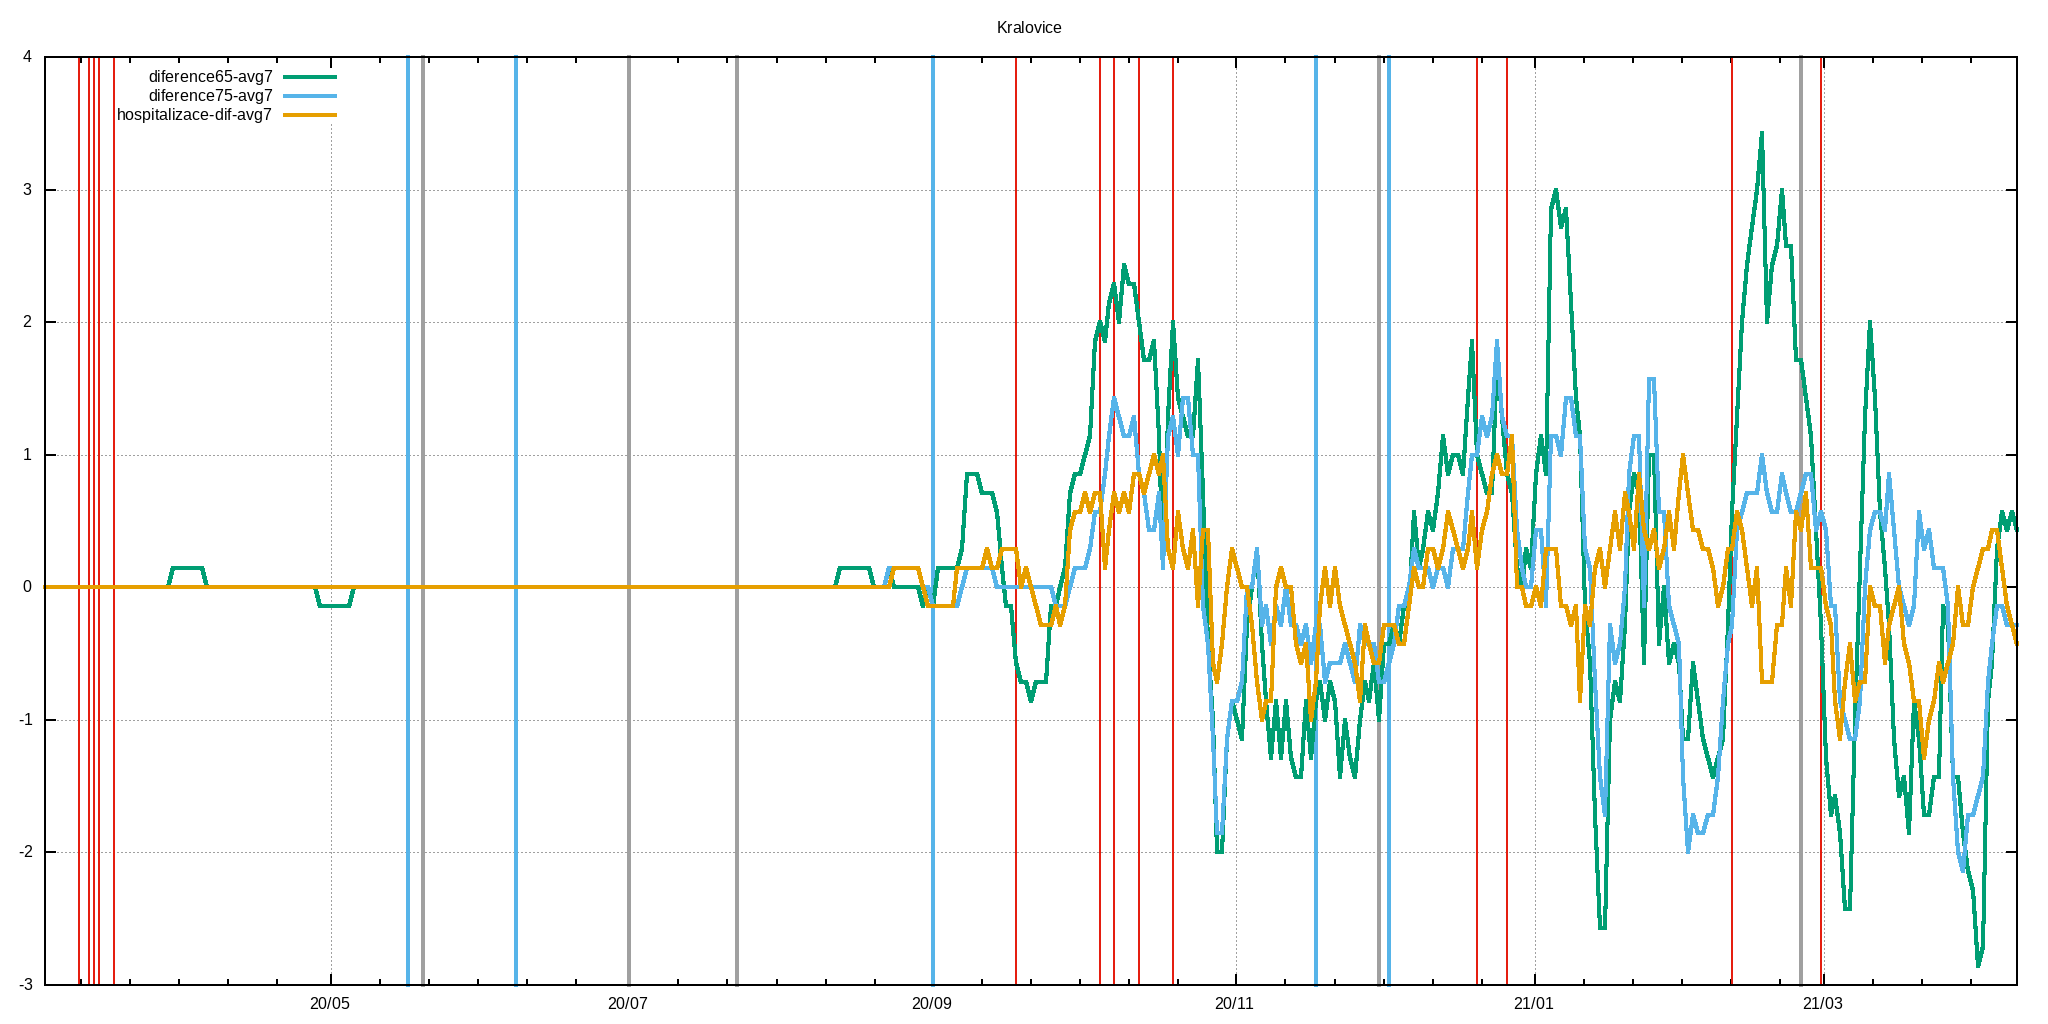 Kralovice
diference65-avg7
diference75-avg7
hospitalizace-dif-avg7
4
3
2
1
0
-1
-2
-3
20/05 20/07 20/09 20/11 21/01 21/03